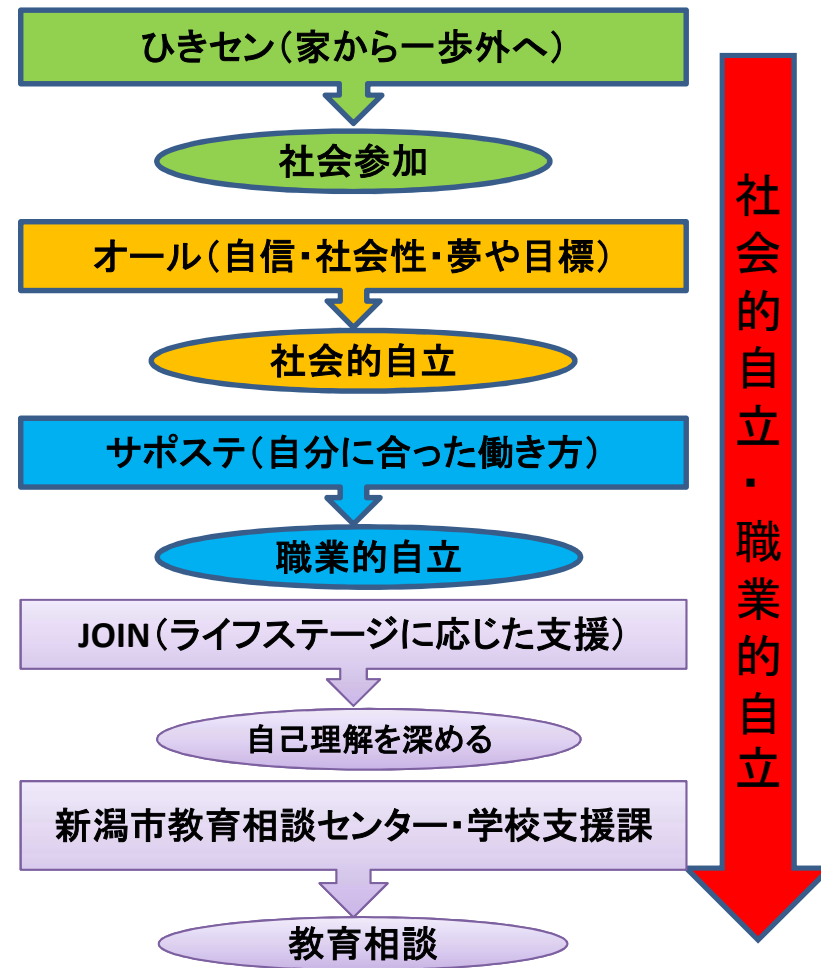 ひきセン（家から一歩外へ）
社会参加
オール（自信・社会性・夢や目標）
社会的自立
サポステ（自分に合った働き方）
職業的自立
JOIN（ライフステージに応じた支援）
自己理解を深める
新潟市教育相談センター・学校支援課
教育相談
社会的自立・職業的自立